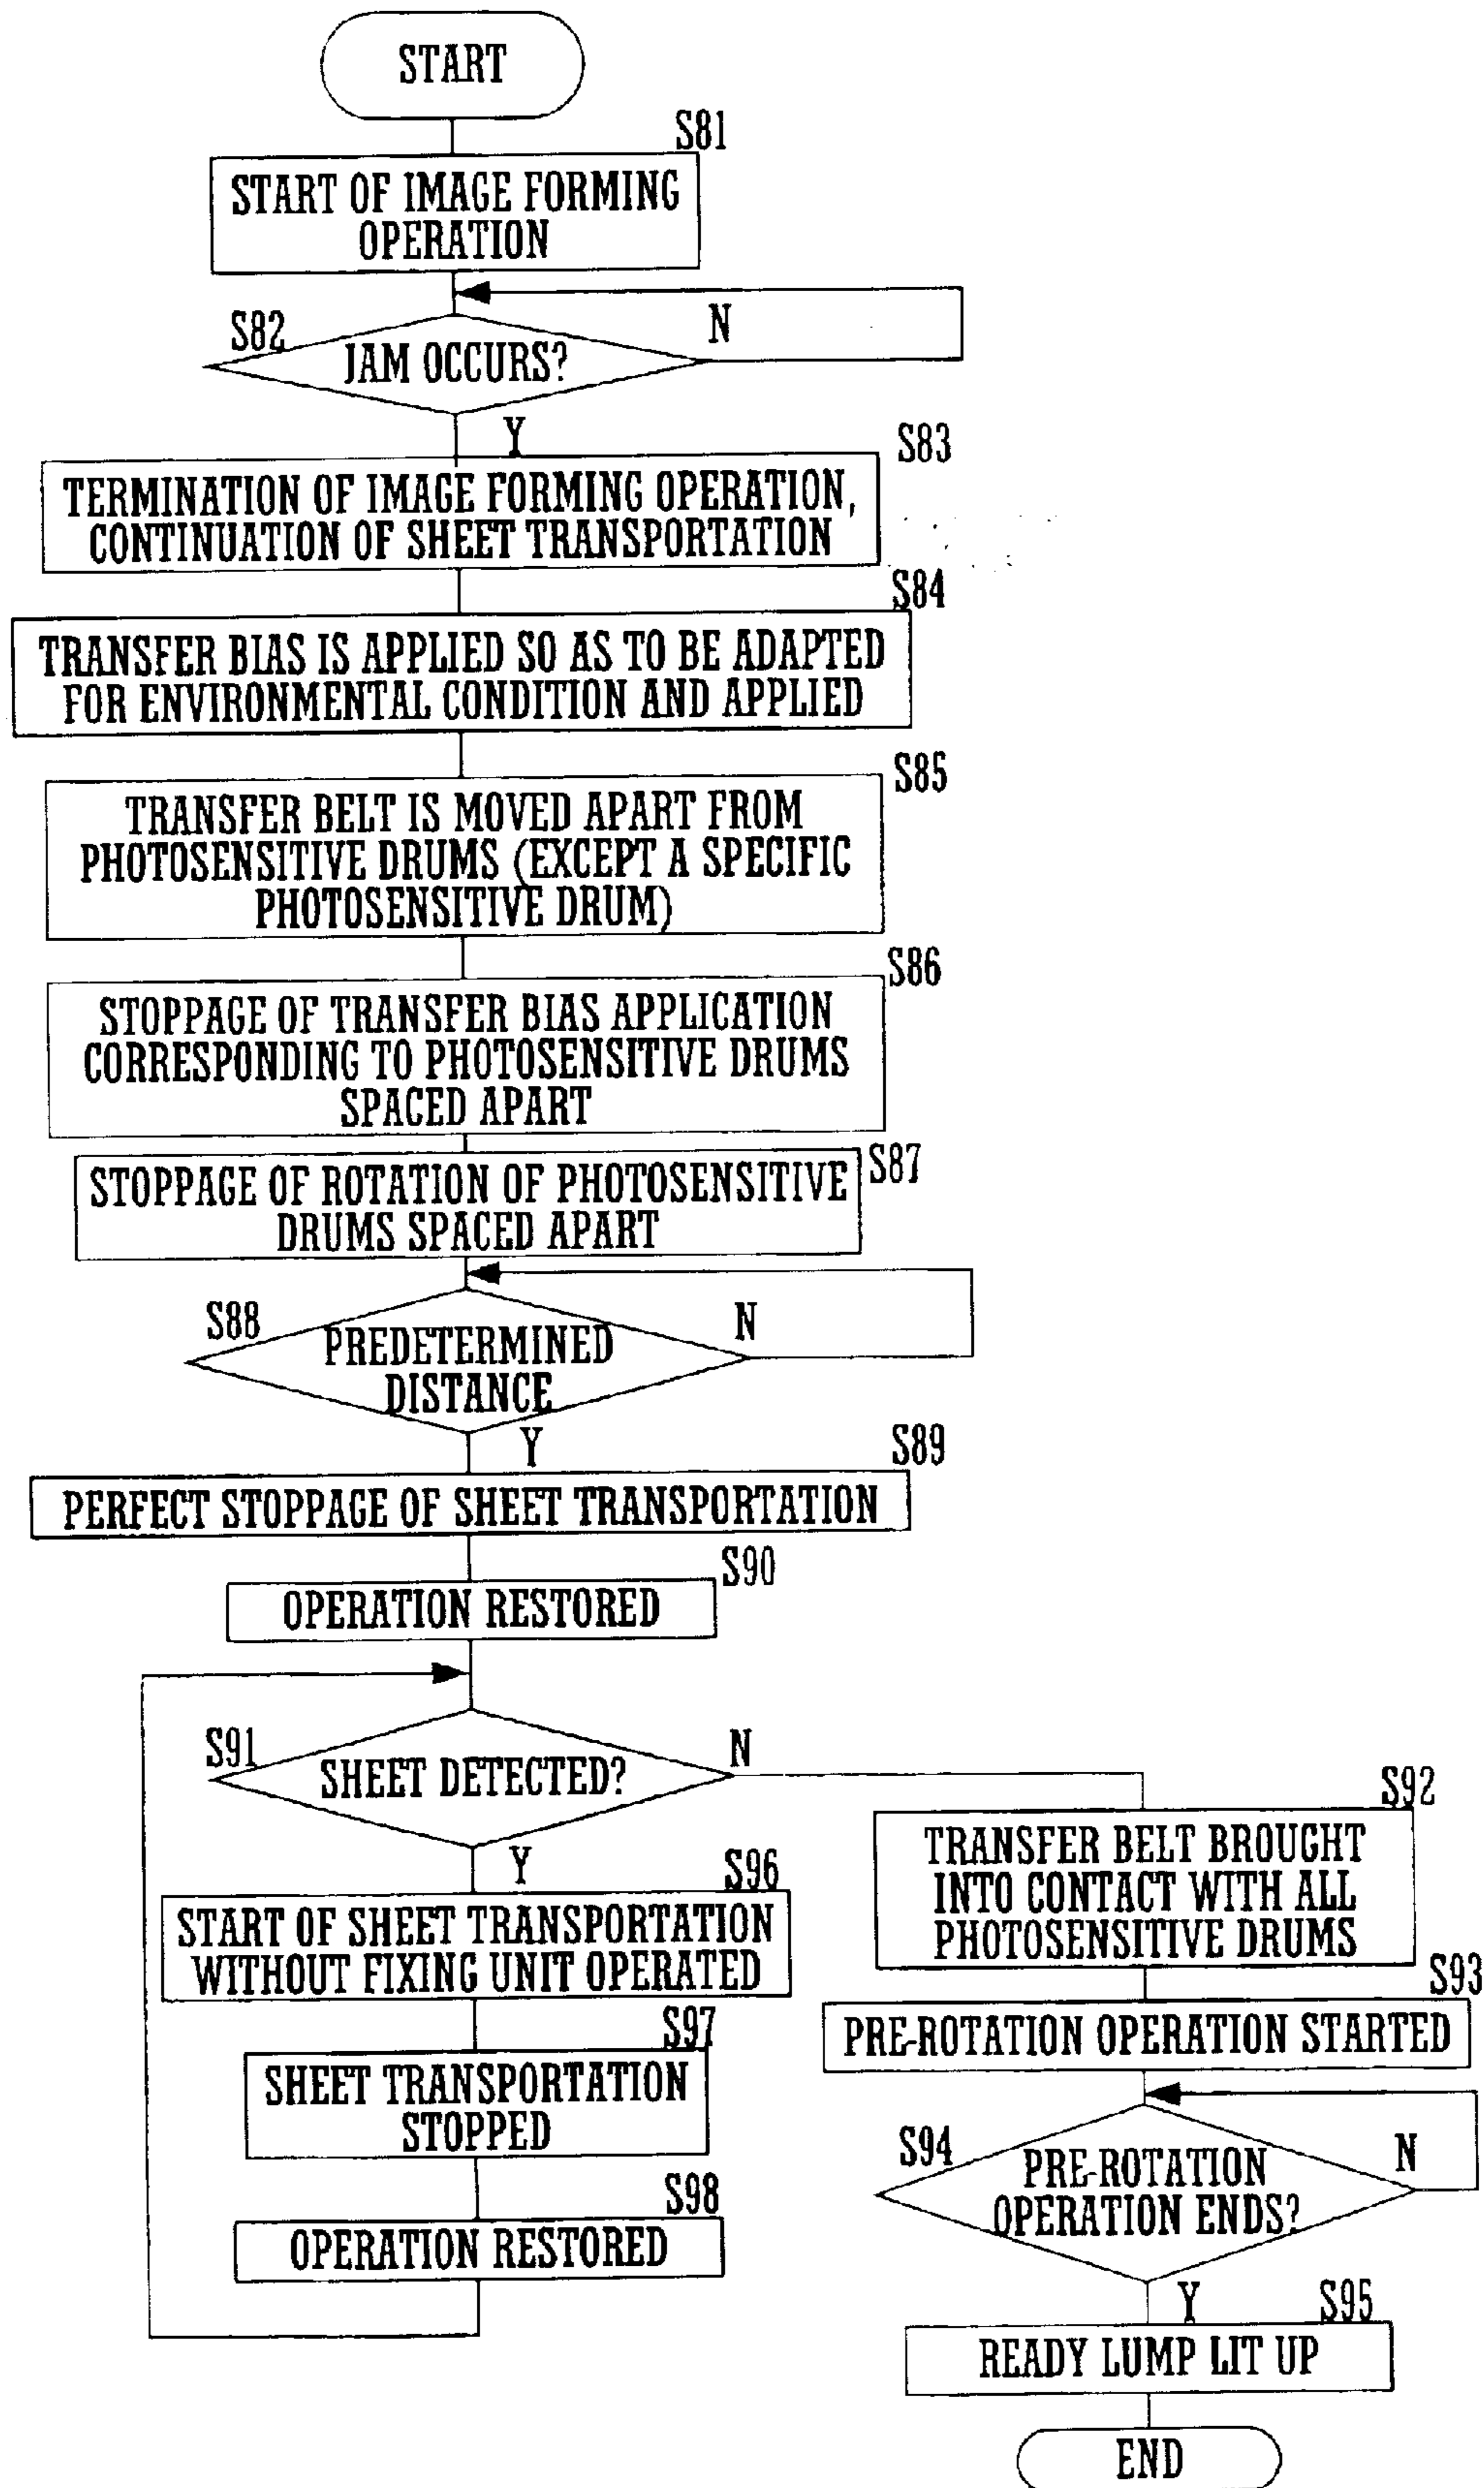 START
S81
START OF IMAGE FORMING
OPERATION
S82
JAM OCCURS?
N
Y
S83
TERMINATION OF IMAGE FORMING OPERATION,
CONTINUATION OF SHEET TRANSPORTATION
S84
TRANSFER BIAS IS APPLIED SO AS TO BE ADAPTED
FOR ENVIRONMENTAL CONDITION AND APPLIED
S85
TRANSFER BELT IS MOVED APART FROM
PHOTOSENSITIVE DRUMS (EXCEPT A SPECIFIC
PHOTOSENSITIVE DRUM)
S86
STOPPAGE OF TRANSFER BIAS APPLICATION
CORRESPONDING TO PHOTOSENSITIVE DRUMS
SPACED APART
S87
STOPPAGE OF ROTATION OF PHOTOSENSITIVE
DRUMS SPACED APART
S88
PREDETERMINED
DISTANCE
N
Y
S89
PERFECT STOPPAGE OF SHEET TRANSPORTATION
S90
OPERATION RESTORED
S91
SHEET DETECTED?
N
Y
S96
START OF SHEET TRANSPORTATION
WITHOUT FIXING UNIT OPERATED
S97
SHEET TRANSPORTATION
STOPPED
S98
OPERATION RESTORED
S92
TRANSFER BELT BROUGHT
INTO CONTACT WITH ALL
PHOTOSENSITIVE DRUMS
S93
PRE-ROTATION OPERATION STARTED
S94
PRE-ROTATION
OPERATION ENDS?
N
Y
S95
READY LUMP LIT UP
END